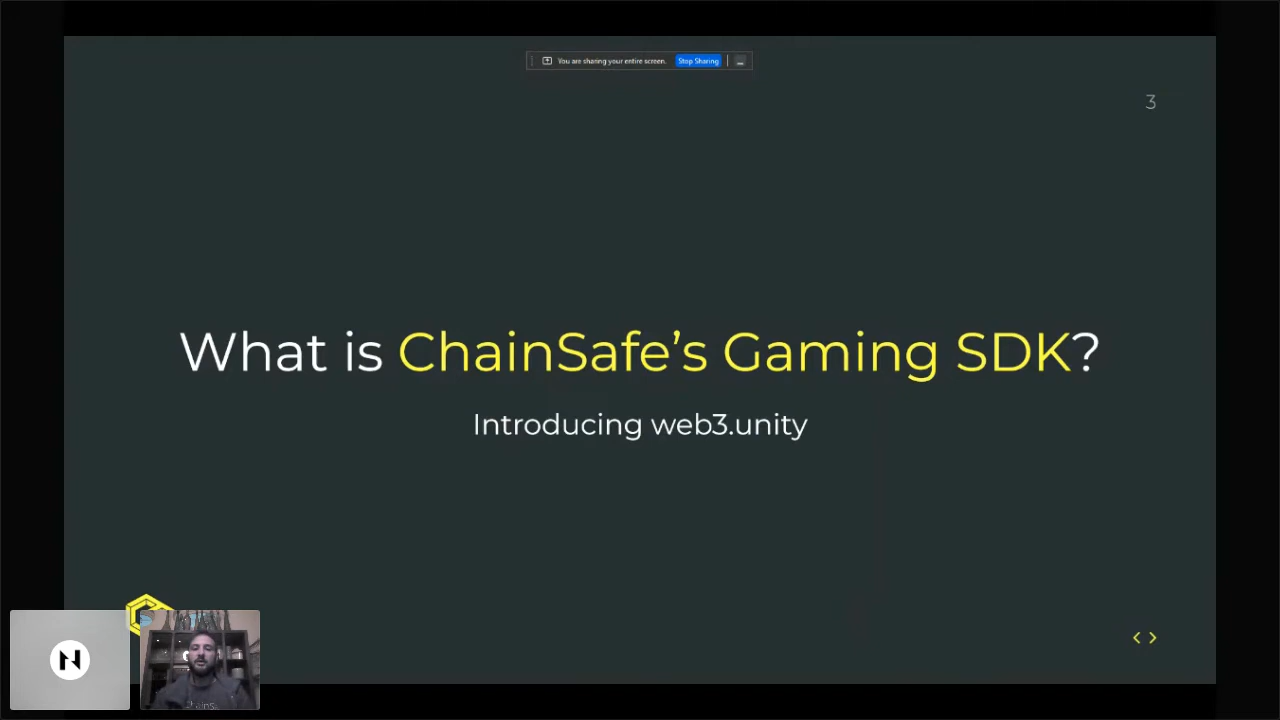 You are sharing your entire screen. Stop Sharing
3
What is ChainSafe’s Gaming SDK?
Introducing web3.unity